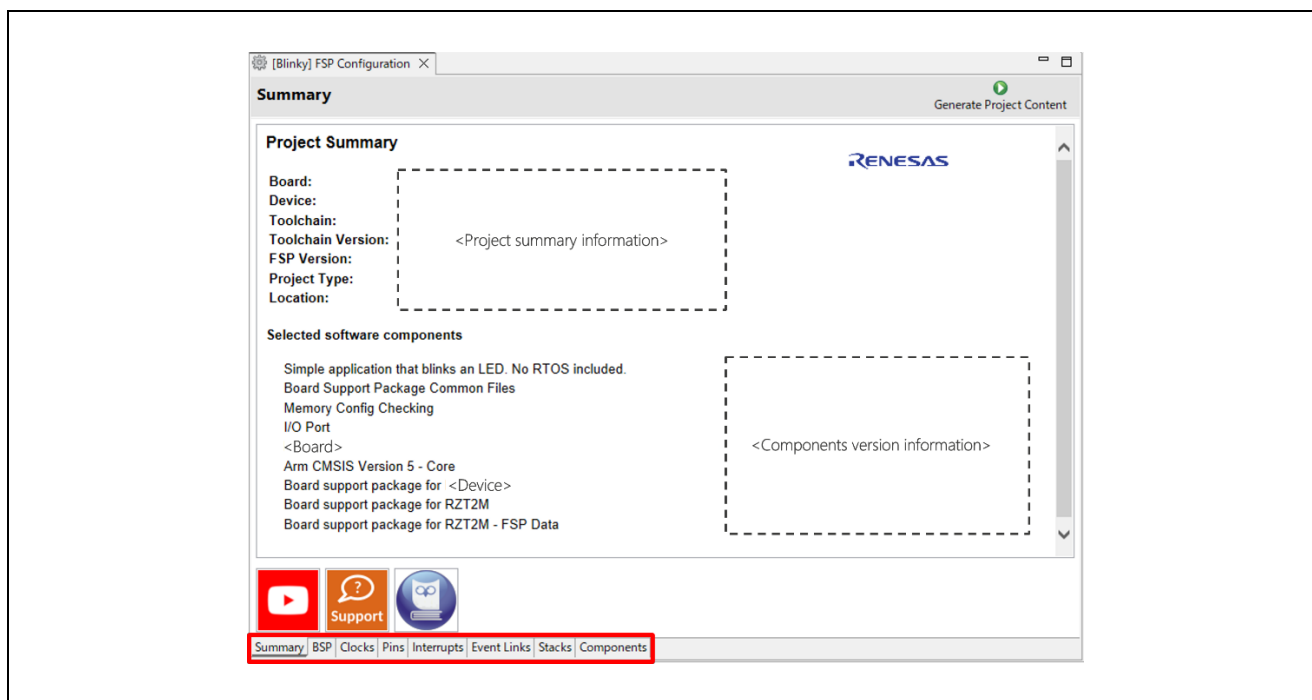 [Blinky] FSP Configuration
Summary
Generate Project Content
Project Summary
RENESAS
Board:
Device:
Toolchain:
Toolchain Version:
FSP Version:
Project Type:
Location:
<Project summary information>
Selected software components
Simple application that blinks an LED. No RTOS included.
Board Support Package Common Files
Memory Config Checking
I/O Port
<Board>
Arm CMSIS Version 5 - Core
Board support package for <Device>
Board support package for RZT2M
Board support package for RZT2M - FSP Data
<Components version information>
?
Support
Summary BSP Clocks Pins Interrupts Event Links Stacks Components